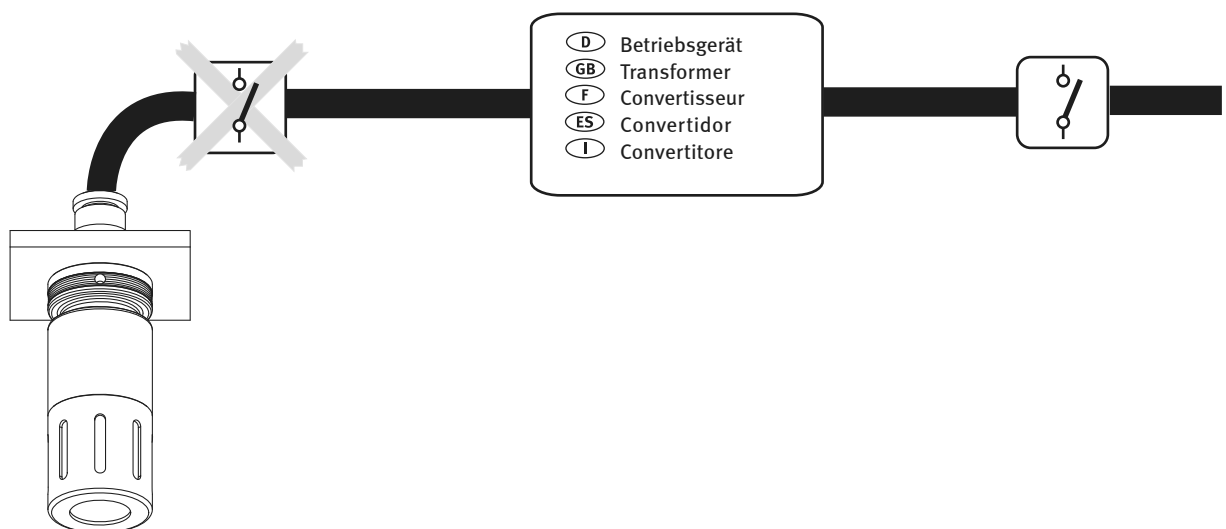 D Betriebsgerät
GB Transformer
F Convertisseur
ES Convertidor
I Convertitore